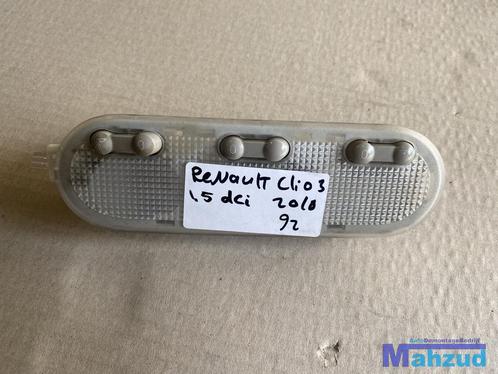 Renault Clio 3
1.5 dci 2010
92
AutoDemontageBedrijf
Mahzud